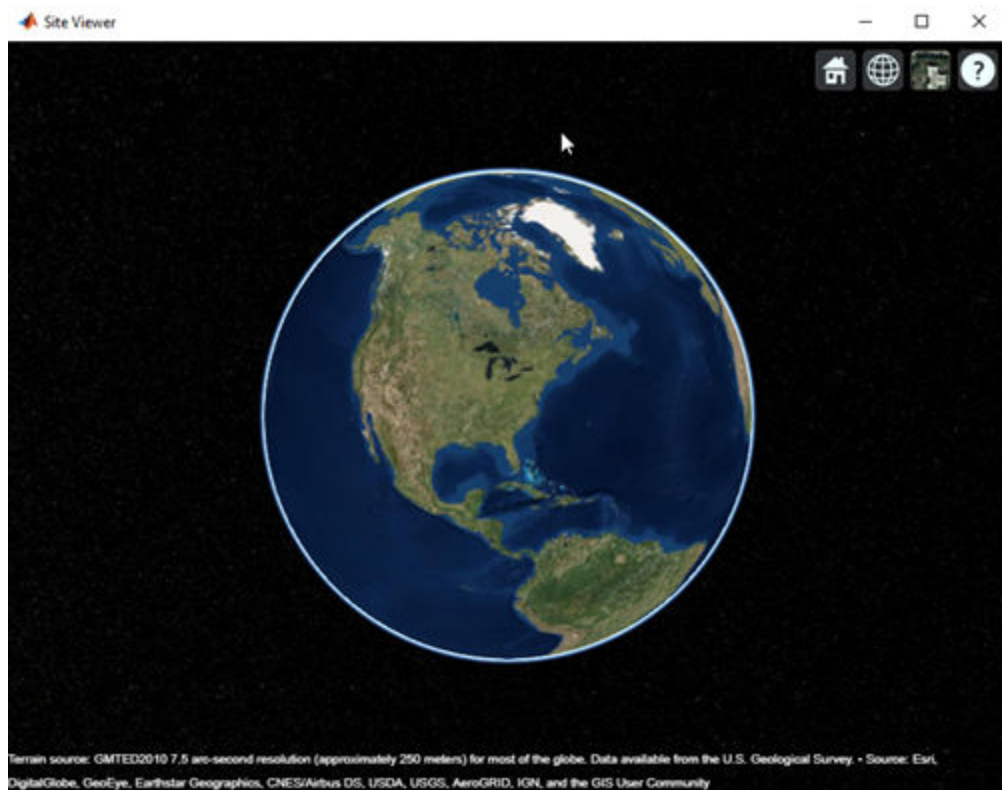 Site Viewer
?
Terrain source: GMTED2010 7.5 arc-second resolution (approximately 250 meters) for most of the globe. Data available from the U.S. Geological Survey. • Source: Esri,
DigitalGlobe, GeoEye, Earthstar Geographics, CNES/Airbus DS, USDA, USGS, AeroGRID, IGN, and the GIS User Community